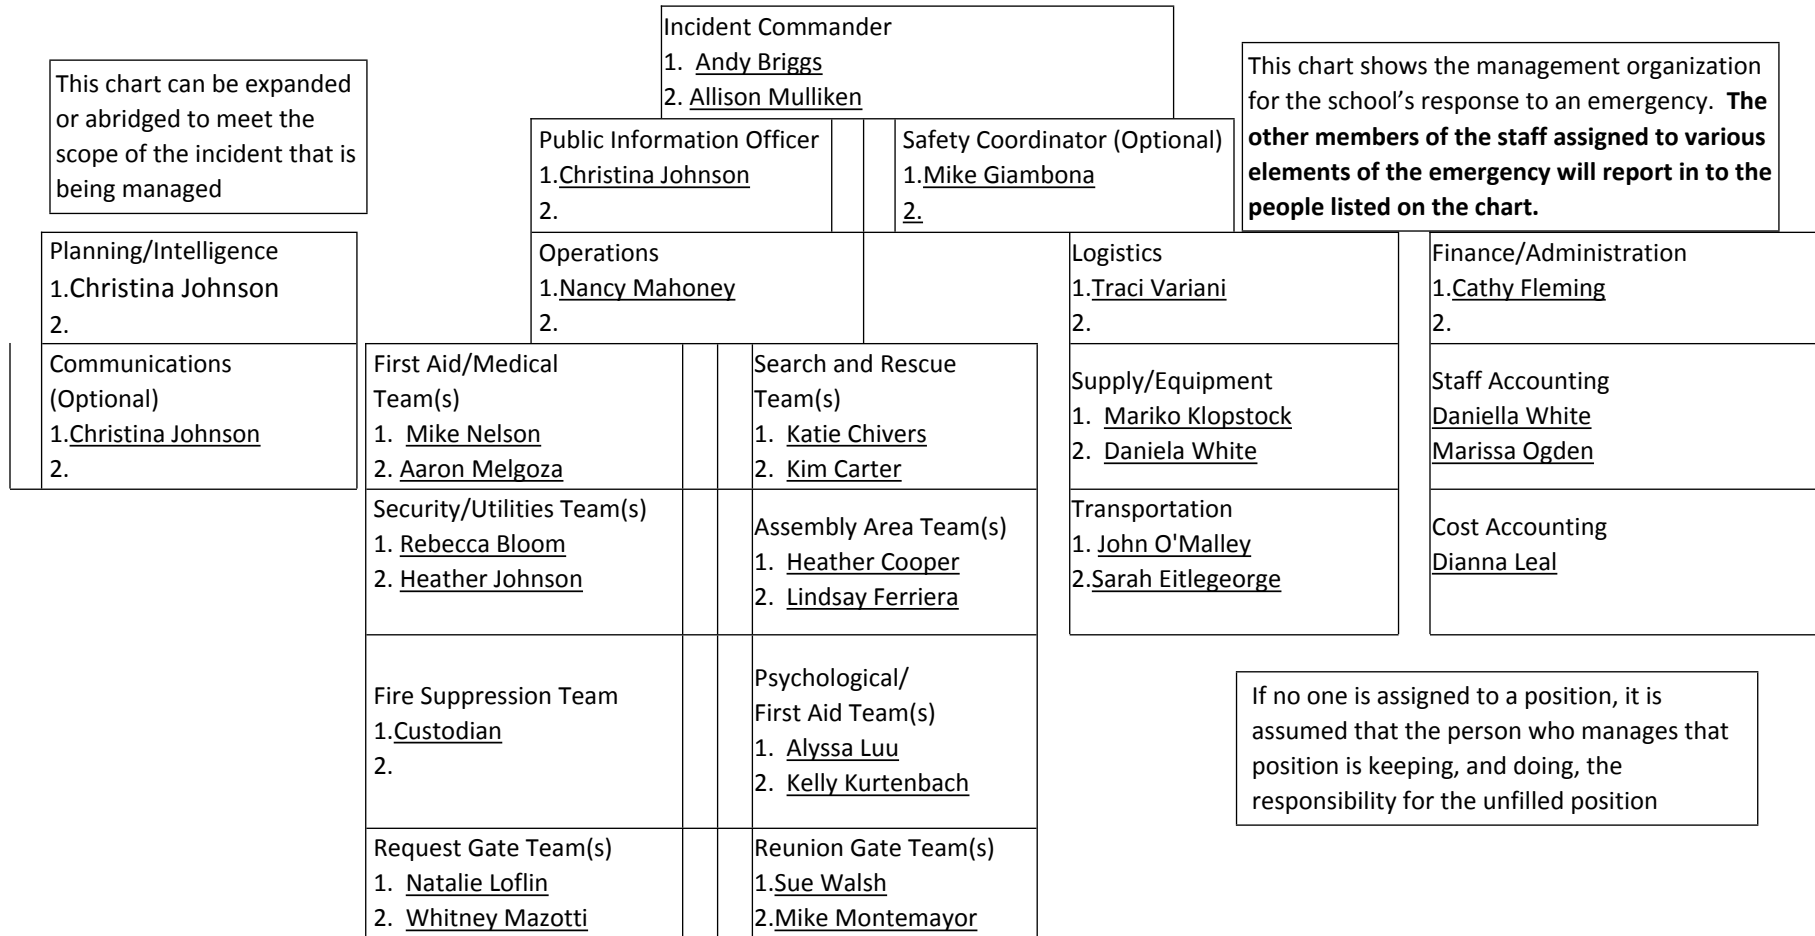 Incident Commander
1. Andy Briggs
2. Allison Mulliken
This chart can be expanded
or abridged to meet the
scope of the incident that is
being managed
This chart shows the management organization
for the school’s response to an emergency. The
other members of the staff assigned to various
elements of the emergency will report in to the
people listed on the chart.
Public Information Officer
1.Christina Johnson
2.
Safety Coordinator (Optional)
1.Mike Giambona
2.
Planning/Intelligence
1.Christina Johnson
2.
Operations
1.Nancy Mahoney
2.
Logistics
1.Traci Variani
2.
Finance/Administration
1.Cathy Fleming
2.
Communications
(Optional)
1.Christina Johnson
2.
First Aid/Medical
Team(s)
1. Mike Nelson
2. Aaron Melgoza
Search and Rescue
Team(s)
1. Katie Chivers
2. Kim Carter
Supply/Equipment
1. Mariko Klopstock
2. Daniela White
Staff Accounting
Daniella White
Marissa Ogden
Security/Utilities Team(s)
1. Rebecca Bloom
2. Heather Johnson
Assembly Area Team(s)
1. Heather Cooper
2. Lindsay Ferriera
Transportation
1. John O'Malley
2.Sarah Eitlegeorge
Cost Accounting
Dianna Leal
Fire Suppression Team
1.Custodian
2.
Psychological/
First Aid Team(s)
1. Alyssa Luu
2. Kelly Kurtenbach
If no one is assigned to a position, it is
assumed that the person who manages that
position is keeping, and doing, the
responsibility for the unfilled position
Request Gate Team(s)
1. Natalie Loflin
2. Whitney Mazotti
Reunion Gate Team(s)
1.Sue Walsh
2.Mike Montemayor